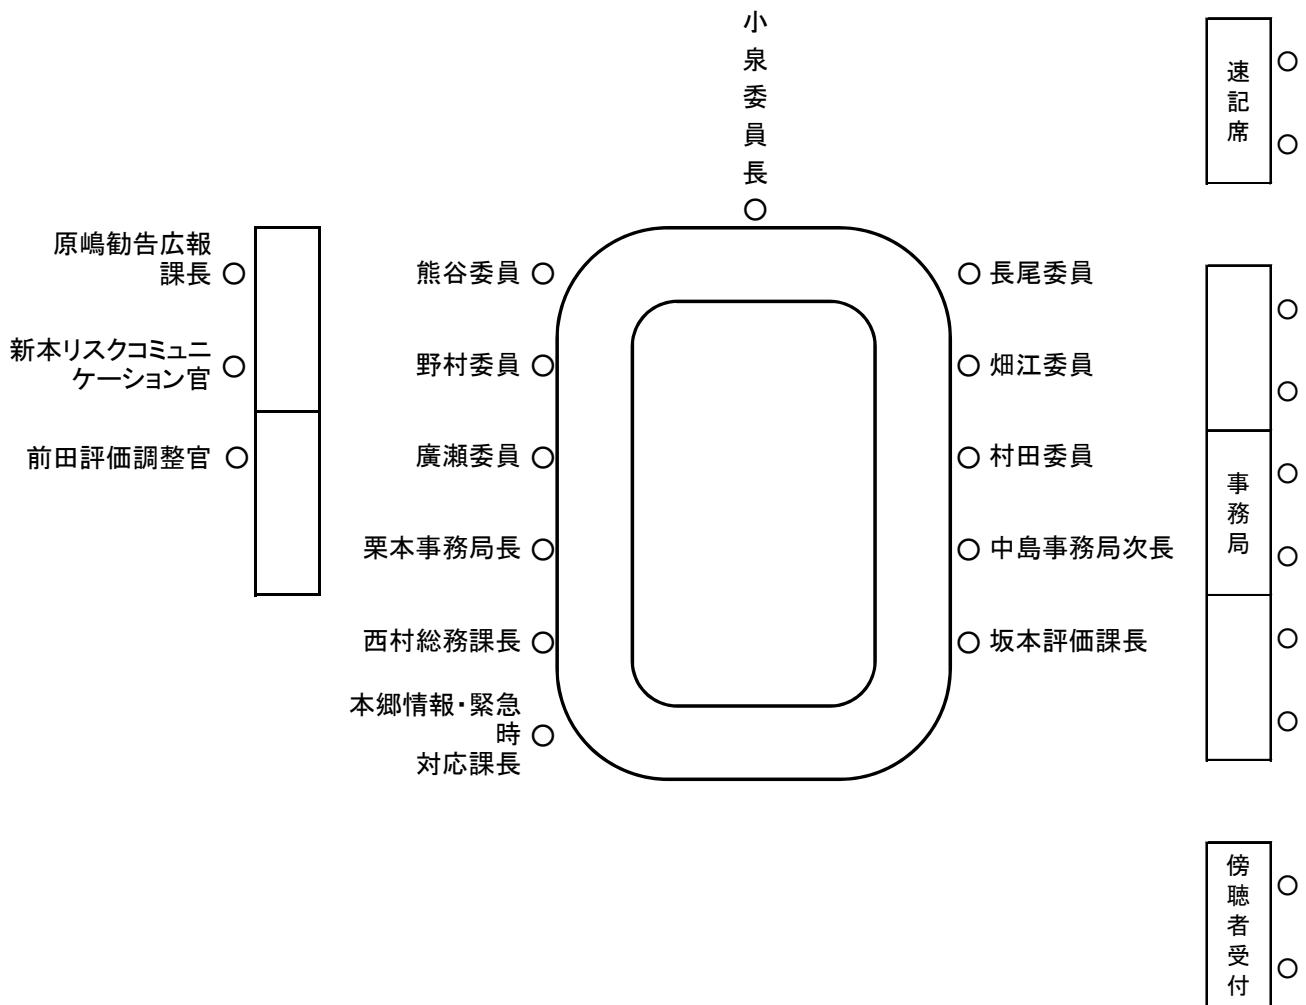 小泉委員長
速記席
原嶋勧告広報
課長
新本リスクコミュニ
ケーション官
前田評価調整官
熊谷委員
野村委員
廣瀬委員
栗本事務局長
西村総務課長
本郷情報・緊急
時
対応課長
長尾委員
畑江委員
村田委員
中島事務局次長
坂本評価課長
事務局
傍聴者受付